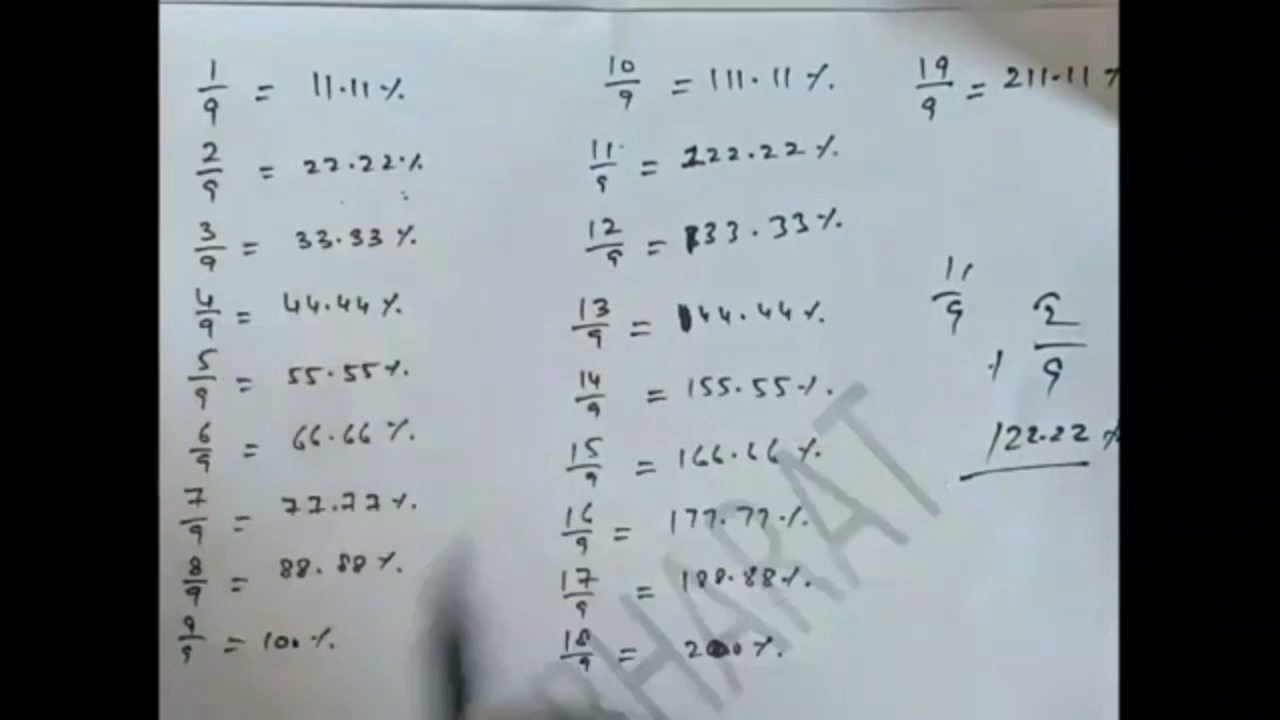 1/9 = 11.11%
2/9 = 22.22%
3/9 = 33.33%
4/9 = 44.44%
5/9 = 55.55%
6/9 = 66.66%
7/9 = 77.77%
8/9 = 88.88%
9/9 = 100%
10/9 = 111.11%
11/9 = 122.22%
12/9 = 133.33%
13/9 = 144.44%
14/9 = 155.55%
15/9 = 166.66%
16/9 = 177.77%
17/9 = 188.88%
18/9 = 200%
19/9 = 211.11%
11/9
1 2/9
122.22%
BHARAT